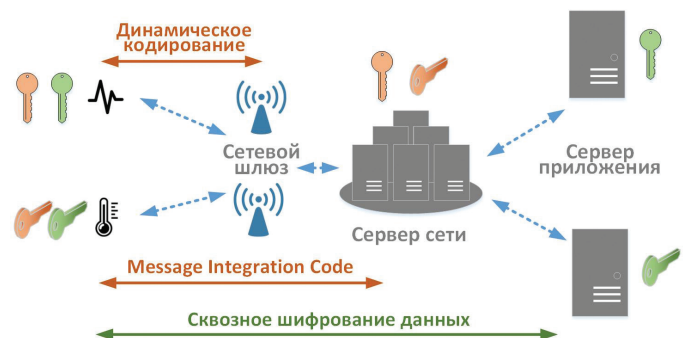 Динамическое
кодирование
Сетевой
шлюз
Сервер
приложения
Сервер сети
Message Integration Code
Сквозное шифрование данных